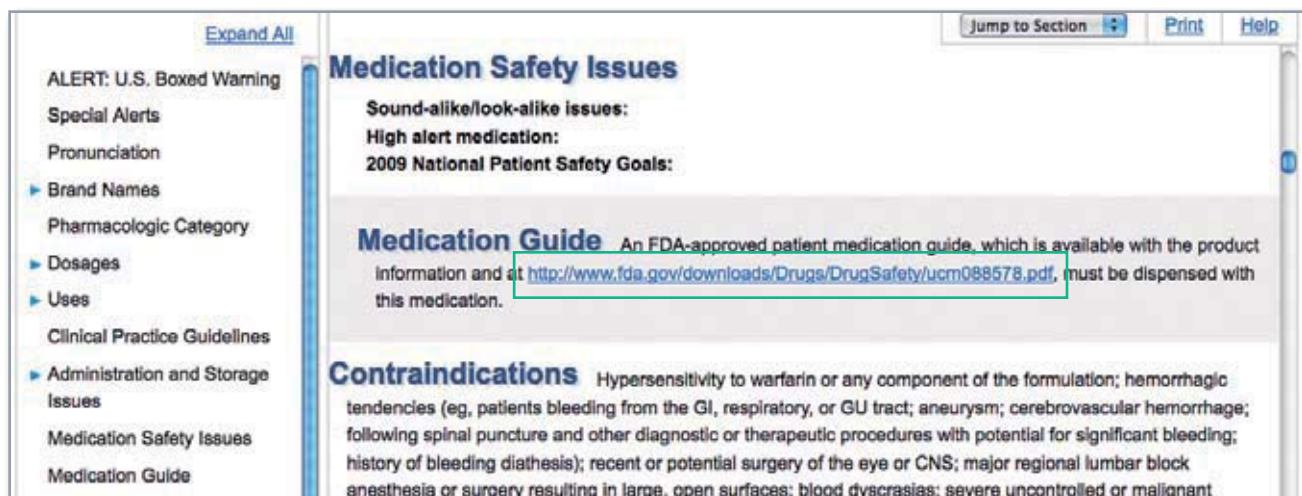 Expand All
ALERT: U.S. Boxed Warning
Special Alerts
Pronunciation
Brand Names
Pharmacologic Category
Dosages
Uses
Clinical Practice Guidelines
Administration and Storage
Issues
Medication Safety Issues
Medication Guide
Jump to Section
Print
Help
Medication Safety Issues
Sound-alike/look-alike issues:
High alert medication:
2009 National Patient Safety Goals:
Medication Guide An FDA-approved patient medication guide, which is available with the product
information and at http://www.fda.gov/downloads/Drugs/DrugSafety/ucm088578.pdf, must be dispensed with
this medication.
Contraindications Hypersensitivity to warfarin or any component of the formulation; hemorrhagic
tendencies (eg, patients bleeding from the GI, respiratory, or GU tract; aneurysm; cerebrovascular hemorrhage;
following spinal puncture and other diagnostic or therapeutic procedures with potential for significant bleeding;
history of bleeding diathesis); recent or potential surgery of the eye or CNS; major regional lumbar block
anesthesia or surgery resulting in large, open surfaces; blood dyscrasias; severe uncontrolled or malignant